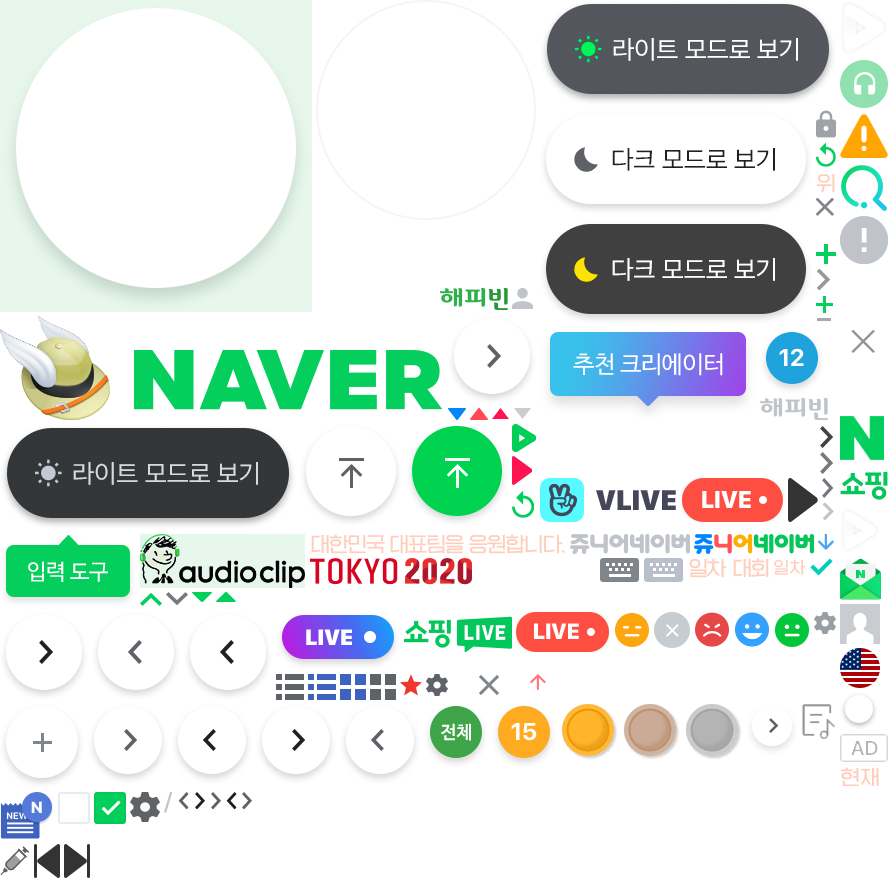 라이트 모드로 보기
다크 모드로 보기
위
다크 모드로 보기
해피빈
NAVER
추천 크리에이터
12
해피빈
N
쇼핑
라이트 모드로 보기
VLIVE
LIVE
입력 도구
audioclip
대한민국 대표팀을 응원합니다.
쥬니어네이버
쥬니어네이버
TOKYO 2020
일차 대회 일차
N
LIVE
쇼핑 LIVE
LIVE
전체
15
AD
현재
NEW
N
/